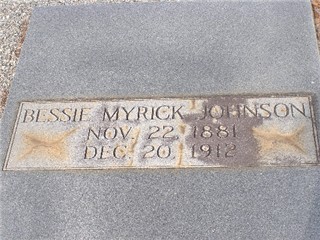 BESSIE MYRICK JOHNSON
NOV. 22, 1881
DEC. 20, 1912